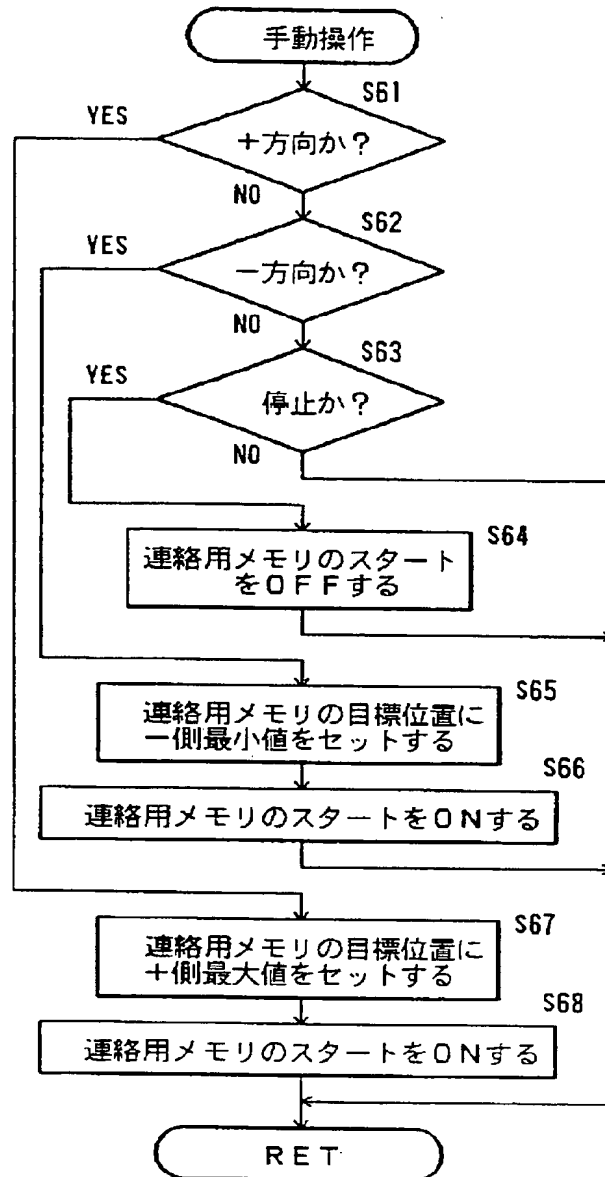 手動操作
S61
YES
+方向か?
NO
S62
YES
−方向か?
NO
S63
YES
停止か?
NO
S64
連絡用メモリのスタート
をOFFする
S65
連絡用メモリの目標位置に
−側最小値をセットする
S66
連絡用メモリのスタートをONする
S67
連絡用メモリの目標位置に
+側最大値をセットする
S68
連絡用メモリのスタートをONする
RET